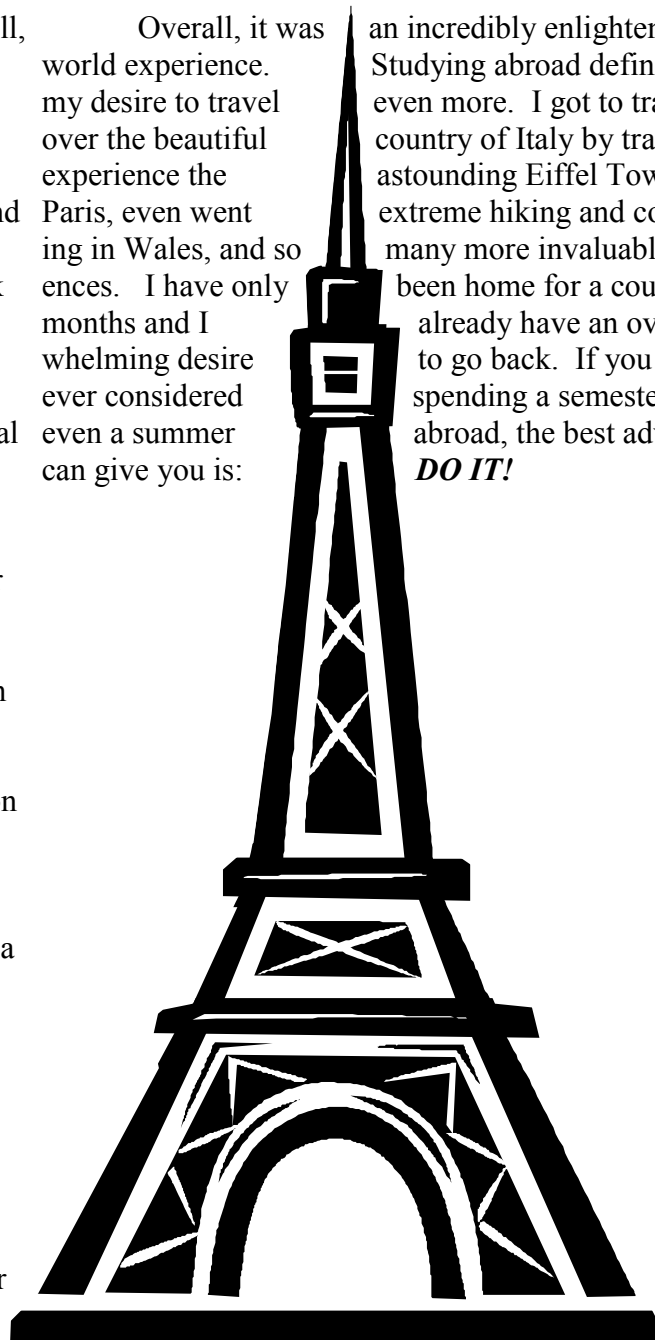 ll,
nd
k
al
-
n
on
a
r
Overall, it was an incredibly enlighten
world experience. Studying abroad defin
my desire to travel even more. I got to tra
over the beautiful country of Italy by tra
experience the astounding Eiffel Tow
Paris, even went extreme hiking and co
ing in Wales, and so many more invaluabl
ences. I have only been home for a cou
months and I already have an ov
whelming desire to go back. If you
ever considered spending a semeste
even a summer abroad, the best adv
can give you is: DO IT!